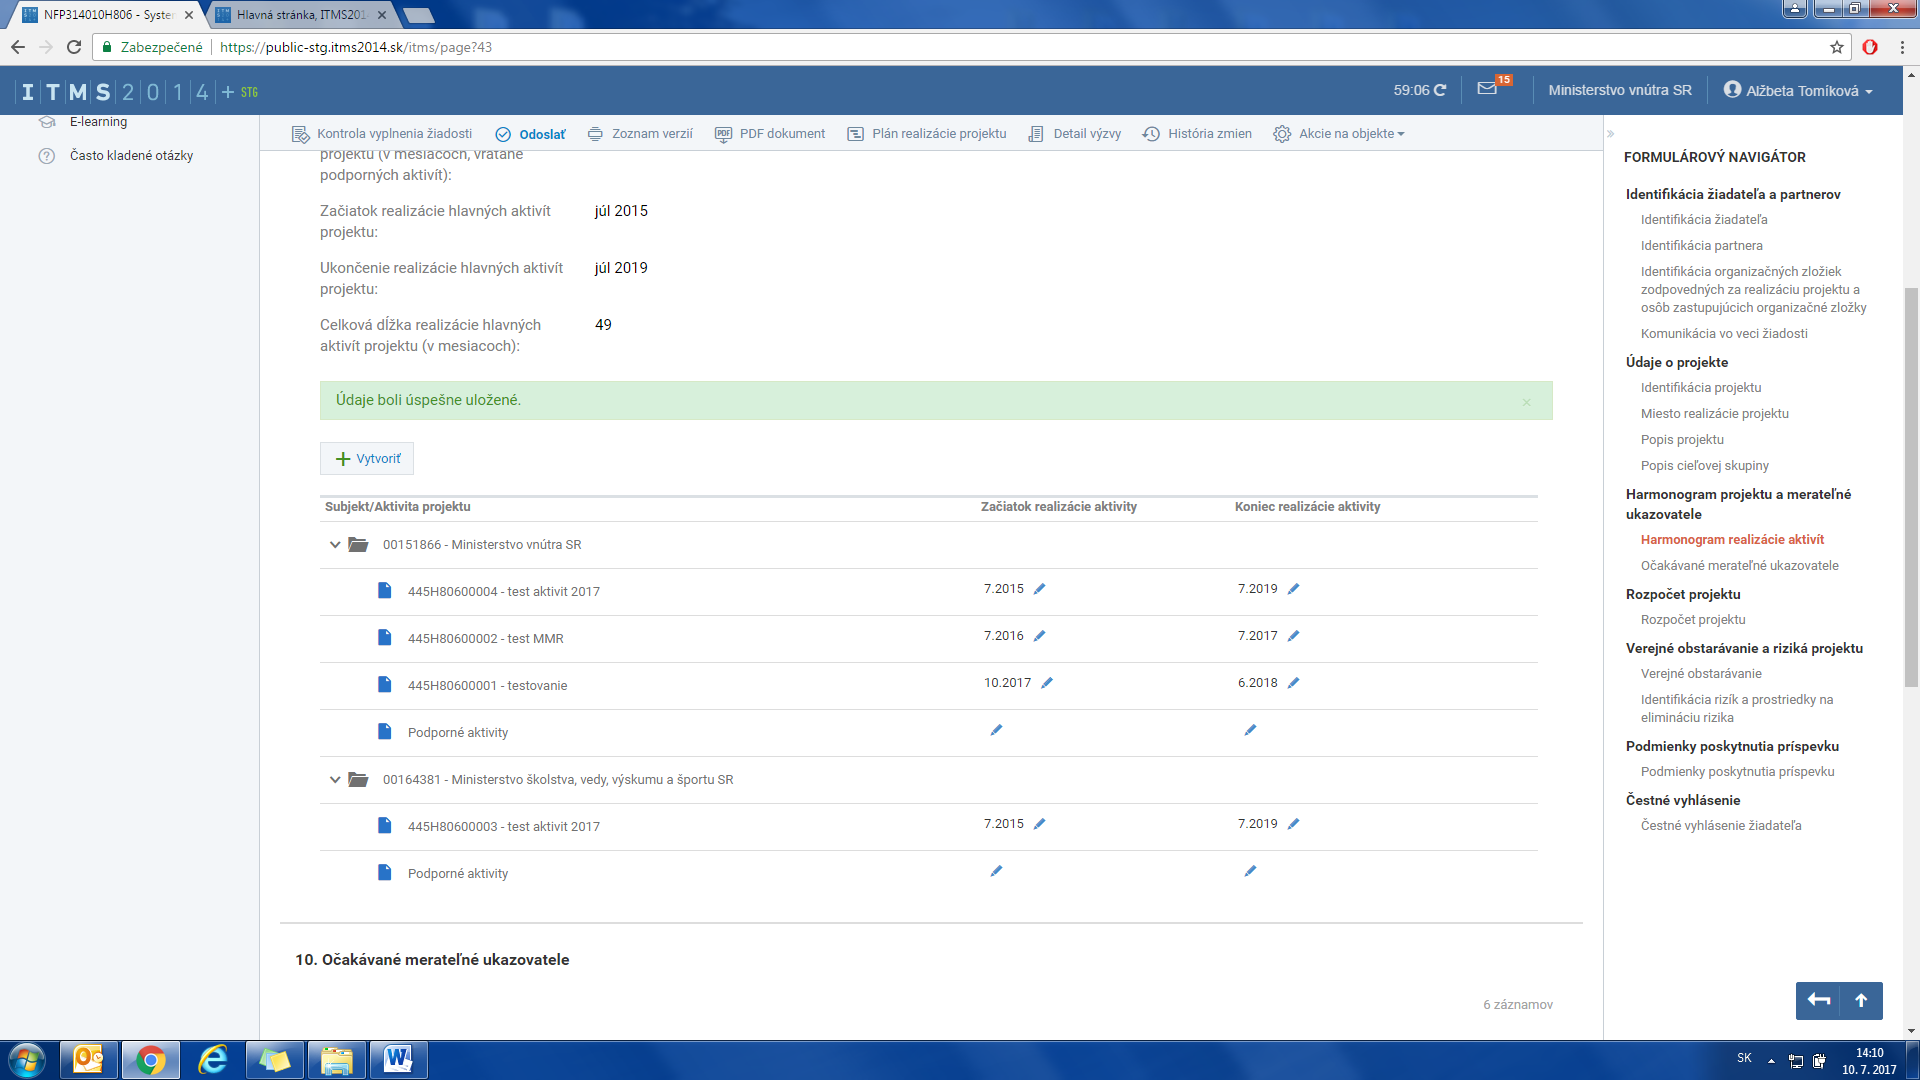 NFP314010H806 - Syster
Hlavná stránka, ITMS201
Zabezpečené
https://public-stg.itms2014.sk/itms/page?43
ITMS2014+ STG
59:06
15
Ministerstvo vnútra SR
Alžbeta Tomíková
E-learning
Často kladené otázky
Kontrola vyplnenia žiadosti
Odoslať
Zoznam verzií
PDF dokument
Plán realizácie projektu
Detail výzvy
História zmien
Akcie na objekte
projektu (v mesiacoch, vrátane
podporných aktivít):
Začiatok realizácie hlavných aktivít
projektu:
júl 2015
Ukončenie realizácie hlavných aktivít
projektu:
júl 2019
Celková dĺžka realizácie hlavných
aktivít projektu (v mesiacoch):
49
Údaje boli úspešne uložené.
×
Vytvoriť
Subjekt/Aktivita projektu Začiatok realizácie aktivity Koniec realizácie aktivity
00151866 - Ministerstvo vnútra SR
445H80600004 - test aktivit 2017 7.2015 7.2019
445H80600002 - test MMR 7.2016 7.2017
445H80600001 - testovanie 10.2017 6.2018
Podporné aktivity
00164381 - Ministerstvo školstva, vedy, výskumu a športu SR
445H80600003 - test aktivit 2017 7.2015 7.2019
Podporné aktivity
10. Očakávané merateľné ukazovatele
6 záznamov
»
FORMULÁROVÝ NAVIGÁTOR
Identifikácia žiadateľa a partnerov
Identifikácia žiadateľa
Identifikácia partnera
Identifikácia organizačných zložiek
zodpovedných za realizáciu projektu a
osôb zastupujúcich organizačné zložky
Komunikácia vo veci žiadosti
Údaje o projekte
Identifikácia projektu
Miesto realizácie projektu
Popis projektu
Popis cieľovej skupiny
Harmonogram projektu a merateľné
ukazovatele
Harmonogram realizácie aktivít
Očakávané merateľné ukazovatele
Rozpočet projektu
Rozpočet projektu
Verejné obstarávanie a riziká projektu
Verejné obstarávanie
Identifikácia rizík a prostriedky na
elimináciu rizika
Podmienky poskytnutia príspevku
Podmienky poskytnutia príspevku
Čestné vyhlásenie
Čestné vyhlásenie žiadateľa
SK
14:10
10. 7. 2017